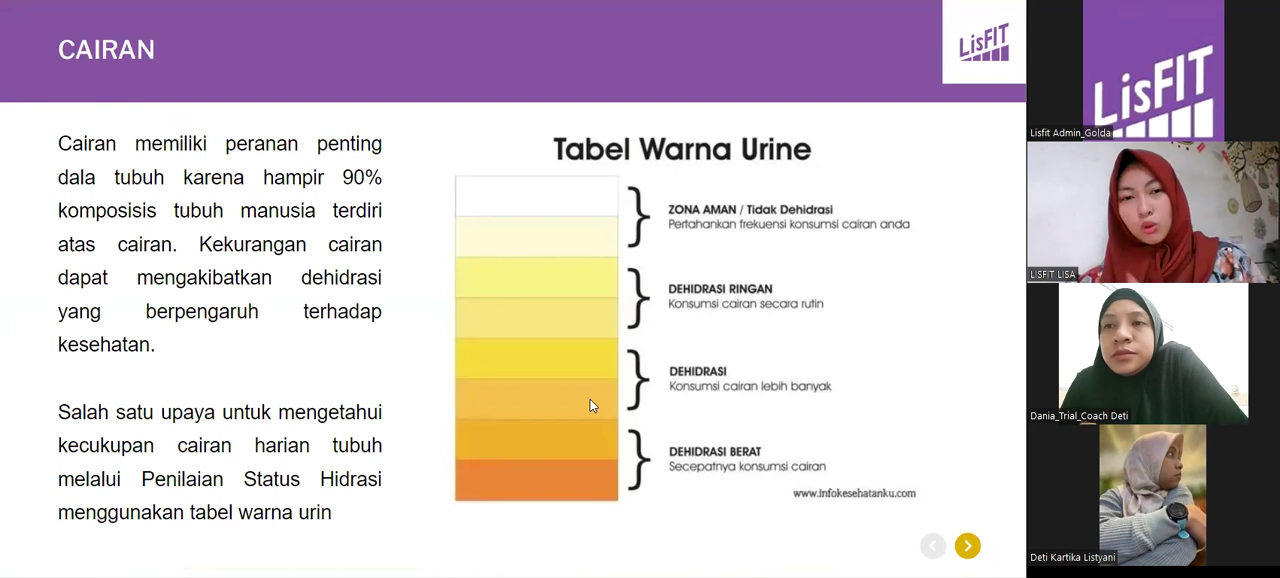 CAIRAN
LisFIT
Cairan memiliki peranan penting
dala tubuh karena hampir 90%
komposisis tubuh manusia terdiri
atas cairan. Kekurangan cairan
dapat mengakibatkan dehidrasi
yang berpengaruh terhadap
kesehatan.
Salah satu upaya untuk mengetahui
kecukupan cairan harian tubuh
melalui Penilaian Status Hidrasi
menggunakan tabel warna urin
Tabel Warna Urine
ZONA AMAN / Tidak Dehidrasi
Pertahankan frekuensi konsumsi cairan anda
DEHIDRASI RINGAN
Konsumsi cairan secara rutin
DEHIDRASI
Konsumsi cairan lebih banyak
DEHIDRASI BERAT
Secepatnya konsumsi cairan
www.infokesehatanku.com
LisFIT
Lisfit Admin_Golda
LISFIT LISA
Dania_Trial_Coach Deti
Deti Kartika Listyani